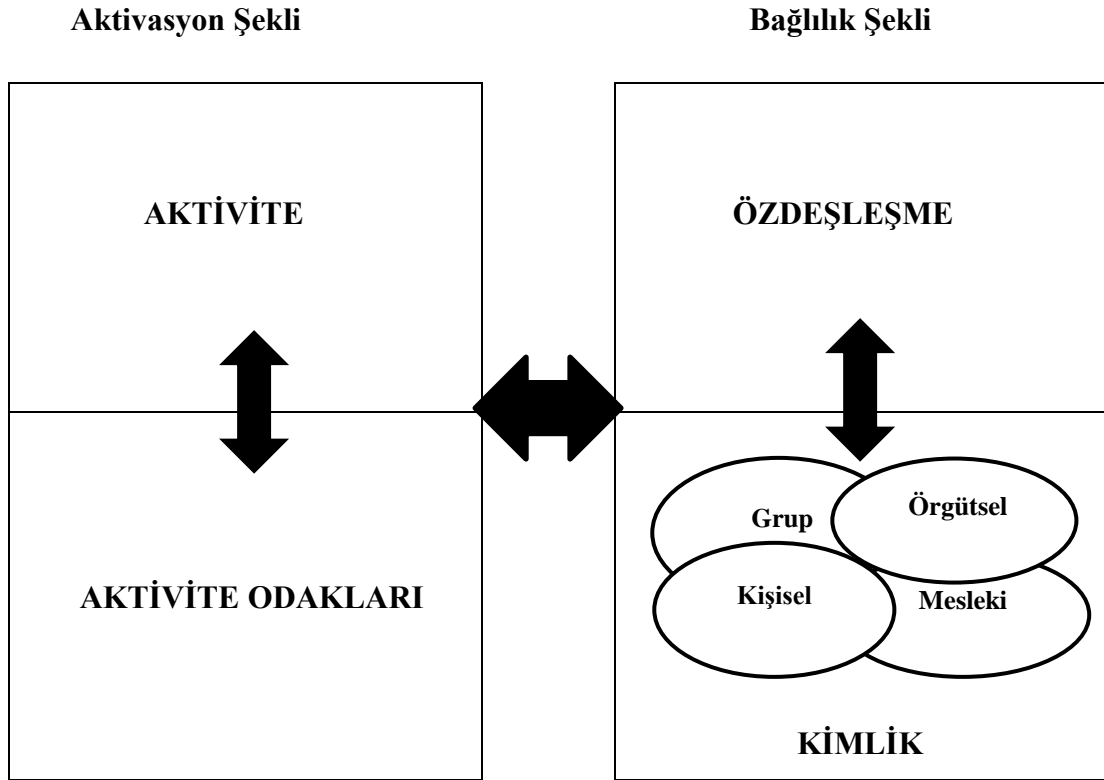 Aktivasyon Şekli
Bağlılık Şekli
AKTİVİTE
ÖZDEŞLEŞME
AKTİVİTE ODAKLARI
Grup
Örgütsel
Kişisel
Mesleki
KİMLİK